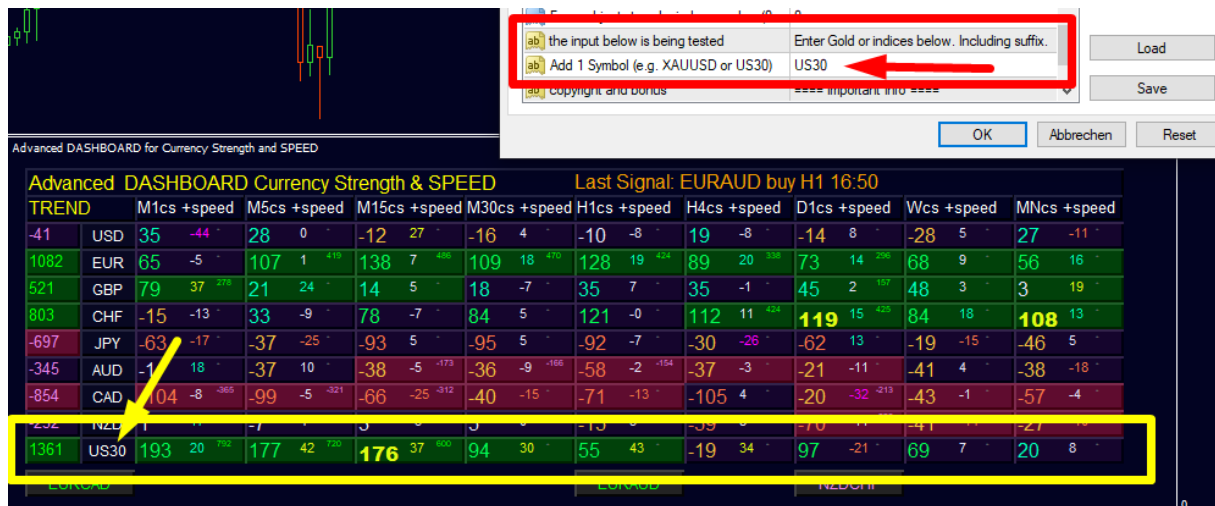 the input below is being tested Enter Gold or indices below. Including suffix.
Add 1 Symbol (e.g. XAUUSD or US30) US30
copyright and bonus ==== Important Info ====
Load
Save
OK Abbrechen Reset
Advanced DASHBOARD for Currency Strength and SPEED
Advanced DASHBOARD Currency Strength & SPEED Last Signal: EURAUD buy H1 16:50
TREND M1cs +speed M5cs +speed M15cs +speed M30cs +speed H1cs +speed H4cs +speed D1cs +speed Wcs +speed MNcs +speed
-41 USD 35 -44 - 28 0 - -12 27 - -16 4 - -10 -8 - 19 -8 - -14 8 - -28 5 - 27 -11 -
1082 EUR 65 -5 - 107 1 419 138 7 486 109 18 470 128 19 424 89 20 338 73 14 296 68 9 - 56 16 -
521 GBP 79 37 278 21 24 - 14 5 - 18 -7 - 35 7 - 35 -1 - 45 2 157 48 3 - 3 19 -
803 CHF -15 -13 - 33 -9 - 78 -7 - 84 5 - 121 -0 - 112 11 424 119 15 425 84 18 - 108 13 -
-697 JPY -63 -17 - -37 -25 - -93 5 - -95 5 - -92 -7 - -30 -26 - -62 13 - -19 -15 - -46 5 -
-345 AUD 18 - -37 10 - -38 -5 -173 -36 -9 -166 -58 -2 -154 -37 -3 - -21 -11 - -41 4 - -38 -18 -
-854 CAD -104 -8 -365 -99 -5 -321 -66 -25 -312 -40 -15 -71 -13 - -105 4 - -20 -32 -213 -43 -1 - -57 -4 -
NZD
1361 US30 193 20 792 177 42 720 176 37 600 94 30 - 55 43 - -19 34 - 97 -21 - 69 7 - 20 8 -
EURCAD EURAUD NZDCHF
0